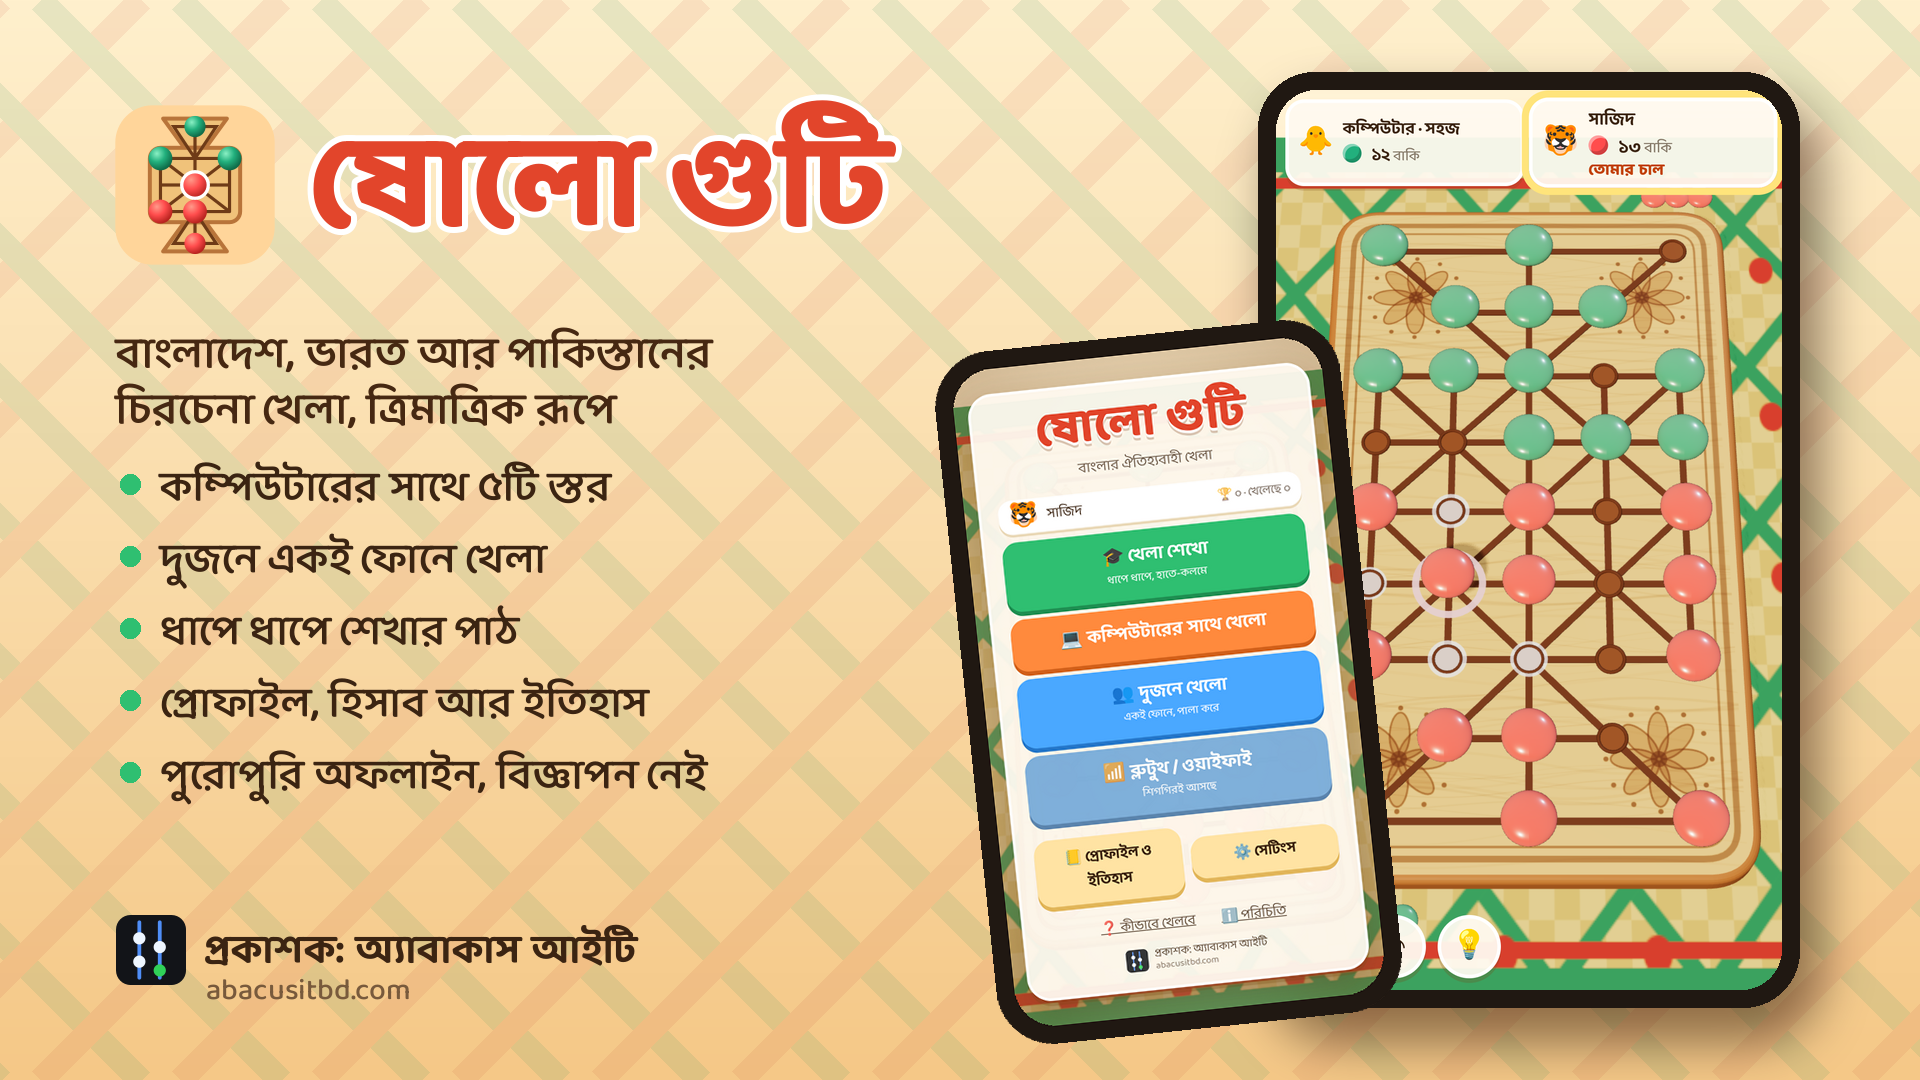 ষোলো গুটি
বাংলাদেশ, ভারত আর পাকিস্তানের
চিরচেনা খেলা, ত্রিমাত্রিক রূপে
কম্পিউটারের সাথে ৫টি স্তর
দুজনে একই ফোনে খেলা
ধাপে ধাপে শেখার পাঠ
প্রোফাইল, হিসাব আর ইতিহাস
পুরোপুরি অফলাইন, বিজ্ঞাপন নেই
প্রকাশক: অ্যাবাকাস আইটি
abacusitbd.com
ষোলো গুটি
বাংলার ঐতিহ্যবাহী খেলা
সাজিদ
০ · খেলেছে ০
খেলা শেখো
ধাপে ধাপে, হাতে-কলমে
কম্পিউটারের সাথে খেলো
দুজনে খেলো
একই ফোনে, পালা করে
ব্লুটুথ / ওয়াইফাই
শিগগিরই আসছে
প্রোফাইল ও
ইতিহাস
সেটিংস
কীভাবে খেলবে
পরিচিতি
প্রকাশক: অ্যাবাকাস আইটি
abacusitbd.com
কম্পিউটার · সহজ
১২ বাকি
সাজিদ
১৩ বাকি
তোমার চাল